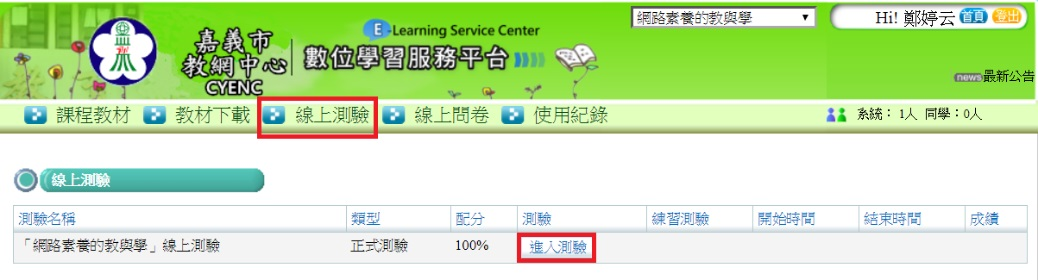 嘉義市
教網中心
CYENC
E-Learning Service Center
數位學習服務平台
網路素養的教與學
Hi! 鄭婷云 首頁 登出
news 最新公告
課程教材 教材下載 線上測驗 線上問卷 使用紀錄
系統：1人 同學：0人
線上測驗
測驗名稱 類型 配分 測驗 練習測驗 開始時間 結束時間 成績
「網路素養的教與學」線上測驗 正式測驗 100% 進入測驗